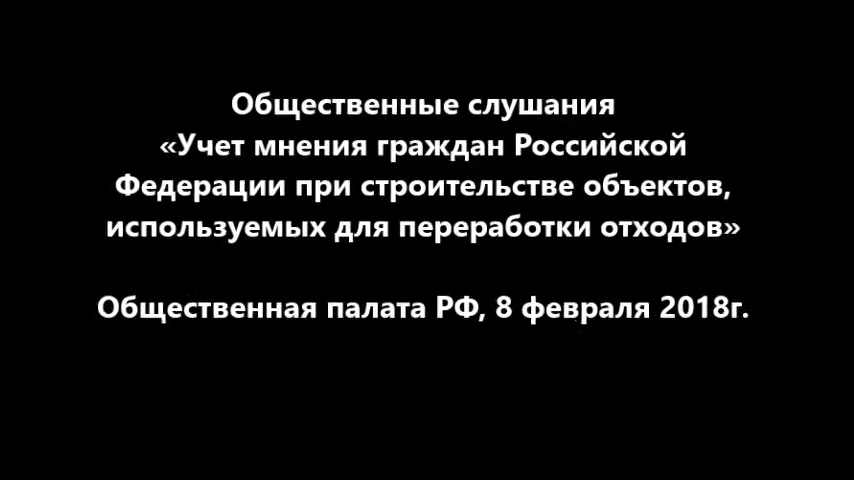 Общественные слушания
«Учет мнения граждан Российской
Федерации при строительстве объектов,
используемых для переработки отходов»
Общественная палата РФ, 8 февраля 2018г.